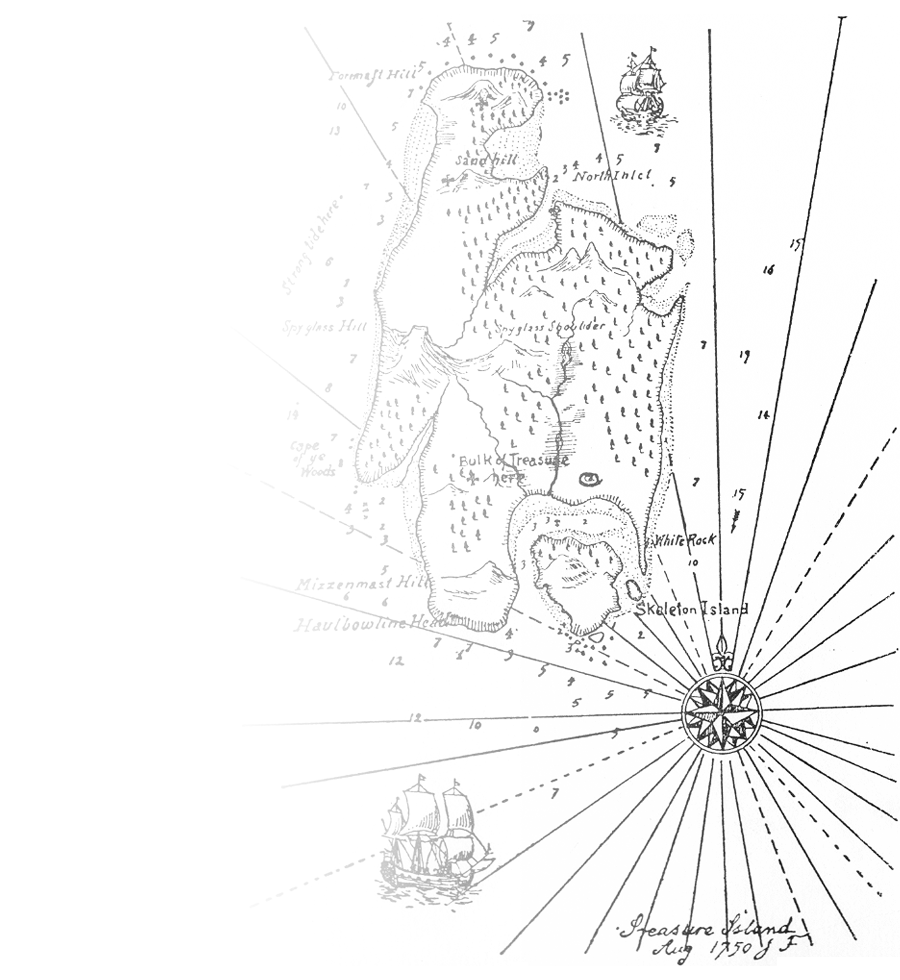 Foremast Hill
Sand hill
North Inlet
Strong tide here
Spyglass Hill
Spyglass Shoulder
Cape
of ye
Woods
Bulk of Treasure
here
White Rock
Mizzenmast Hill
Skeleton Island
Haulbowline Head
Treasure Island
Aug 1750 J F